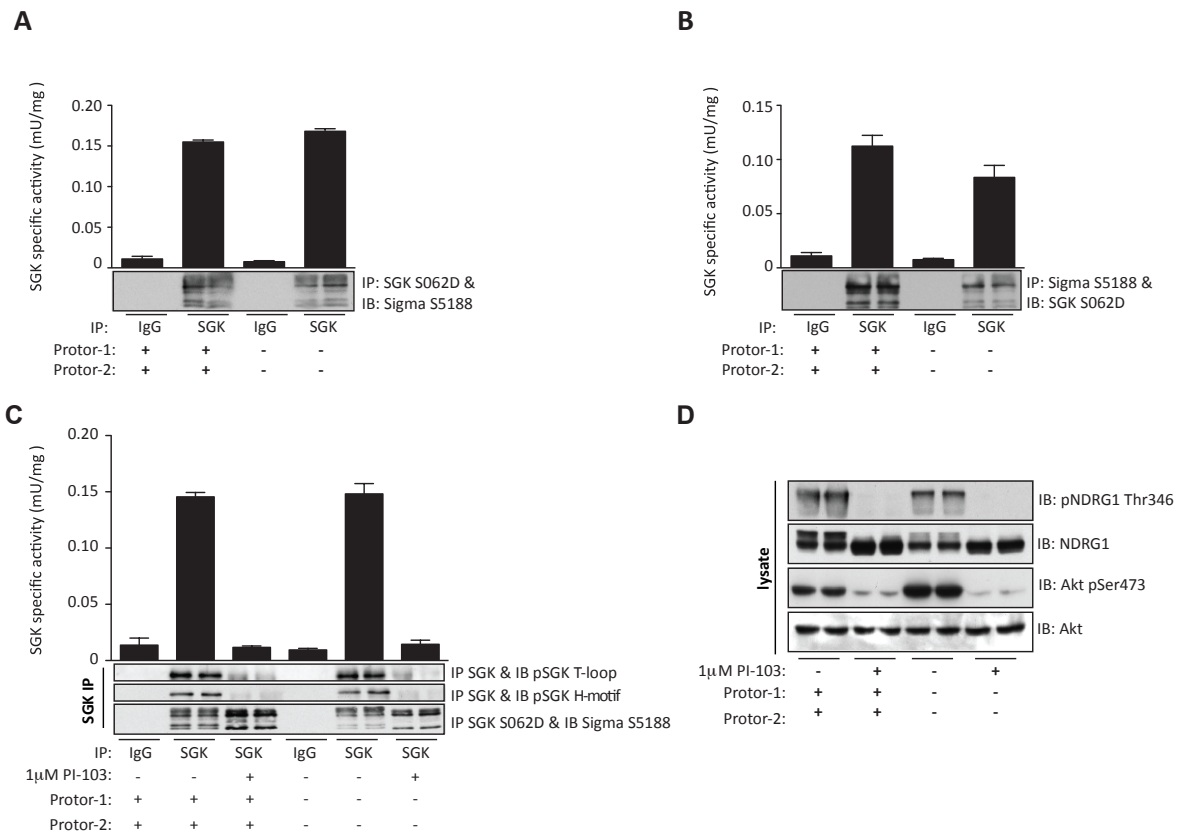 A
SGK specific activity (mU/mg )
0.20
0.15
0.10
0.05
0
IP: SGK S062D &
IB: Sigma S5188
IP: IgG SGK IgG SGK
Protor-1: + + - -
Protor-2: + + - -
B
SGK specific activity (mU/mg )
0.15
0.10
0.05
0
IP: Sigma S5188 &
IB: SGK S062D
IP: IgG SGK IgG SGK
Protor-1: + + - -
Protor-2: + + - -
C
SGK specific activity (mU/mg )
0.20
0.15
0.10
0.05
0
SGK IP
IP SGK & IB pSGK T-loop
IP SGK & IB pSGK H-motif
IP SGK S062D & IB Sigma S5188
IP: IgG SGK SGK IgG SGK SGK
1µM PI-103: - - + - - +
Protor-1: + + + - - -
Protor-2: + + + - - -
D
lysate
IB: pNDRG1 Thr346
IB: NDRG1
IB: Akt pSer473
IB: Akt
1µM PI-103: - + - +
Protor-1: + + - -
Protor-2: + + - -